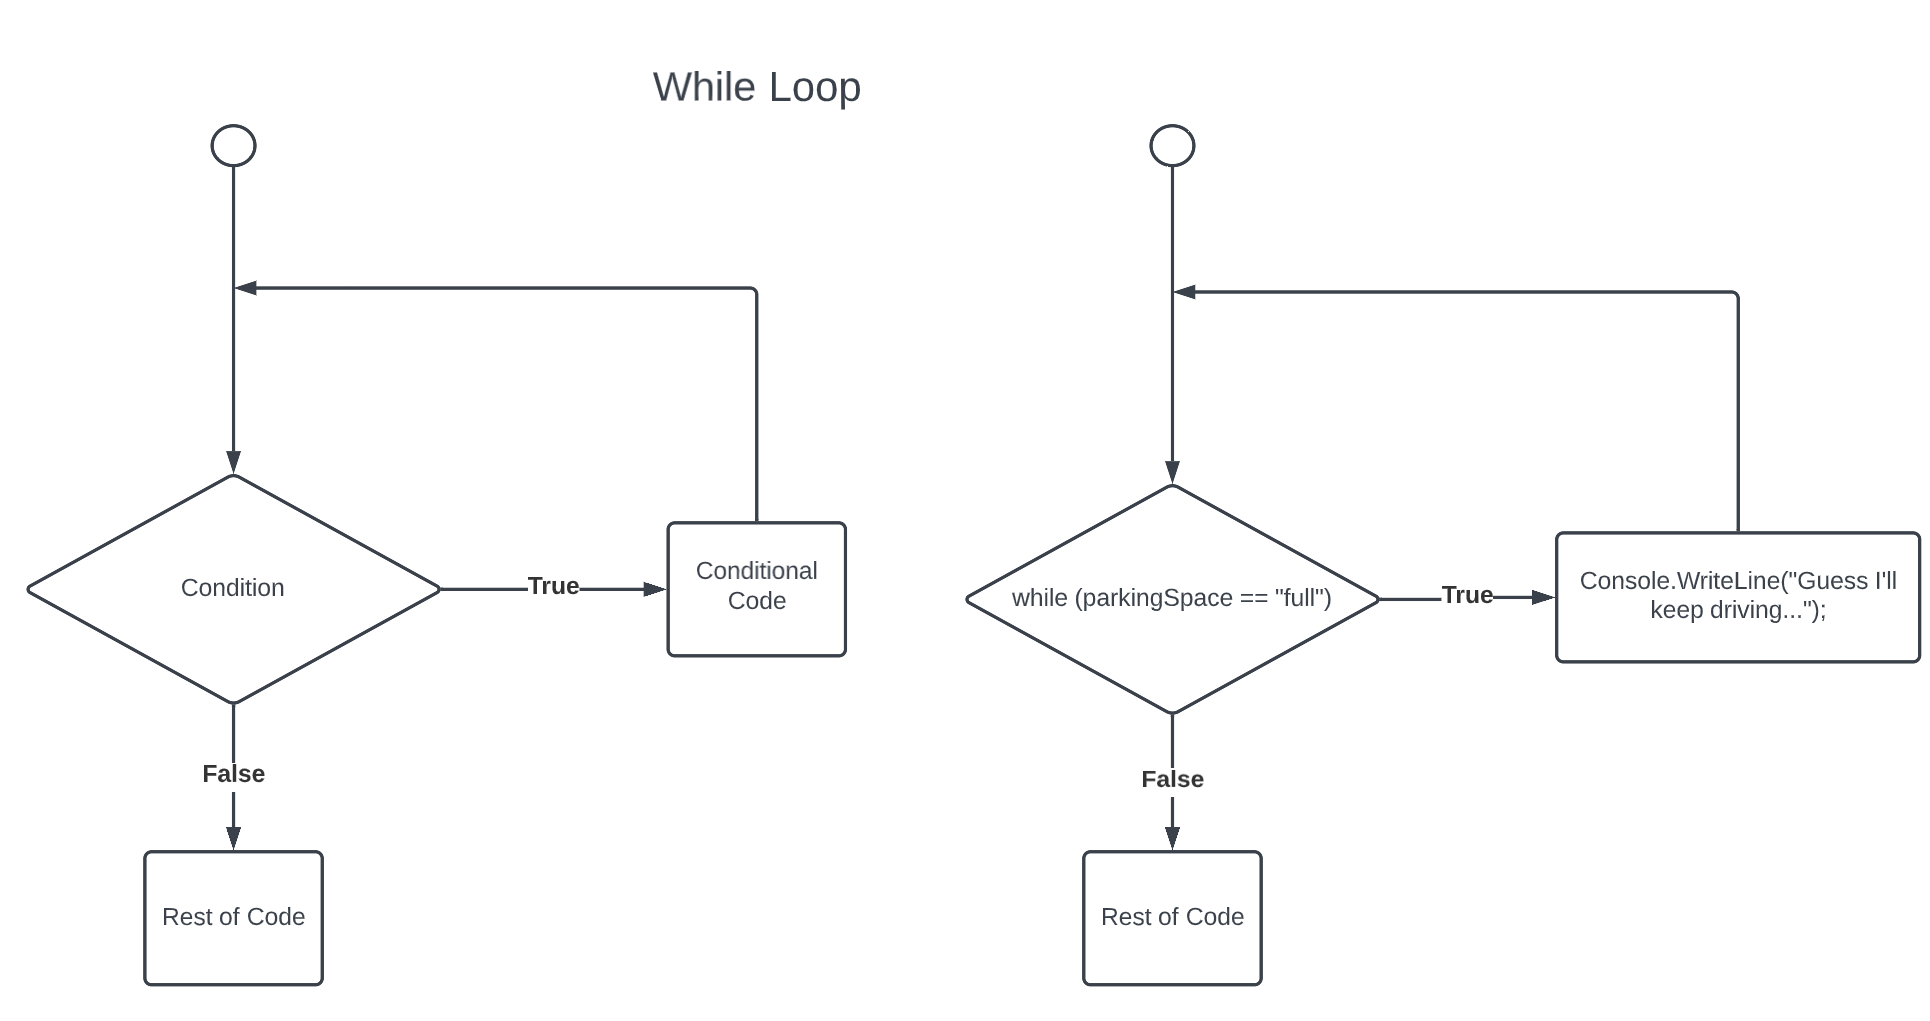 While Loop
Condition
True
Conditional
Code
False
Rest of Code
while (parkingSpace == "full")
True
Console.WriteLine("Guess I'll
keep driving...");
False
Rest of Code